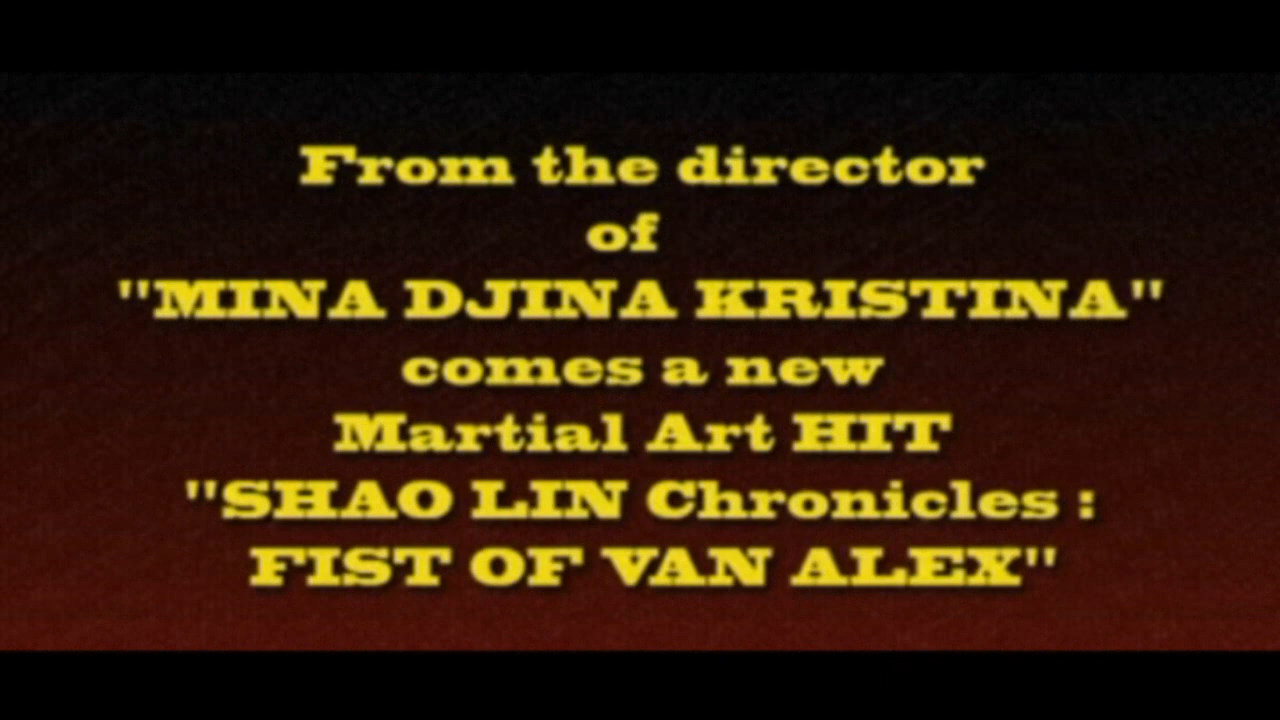 From the director
of
"MINA DJINA KRISTINA"
comes a new
Martial Art HIT
"SHAO LIN Chronicles :
FIST OF VAN ALEX"